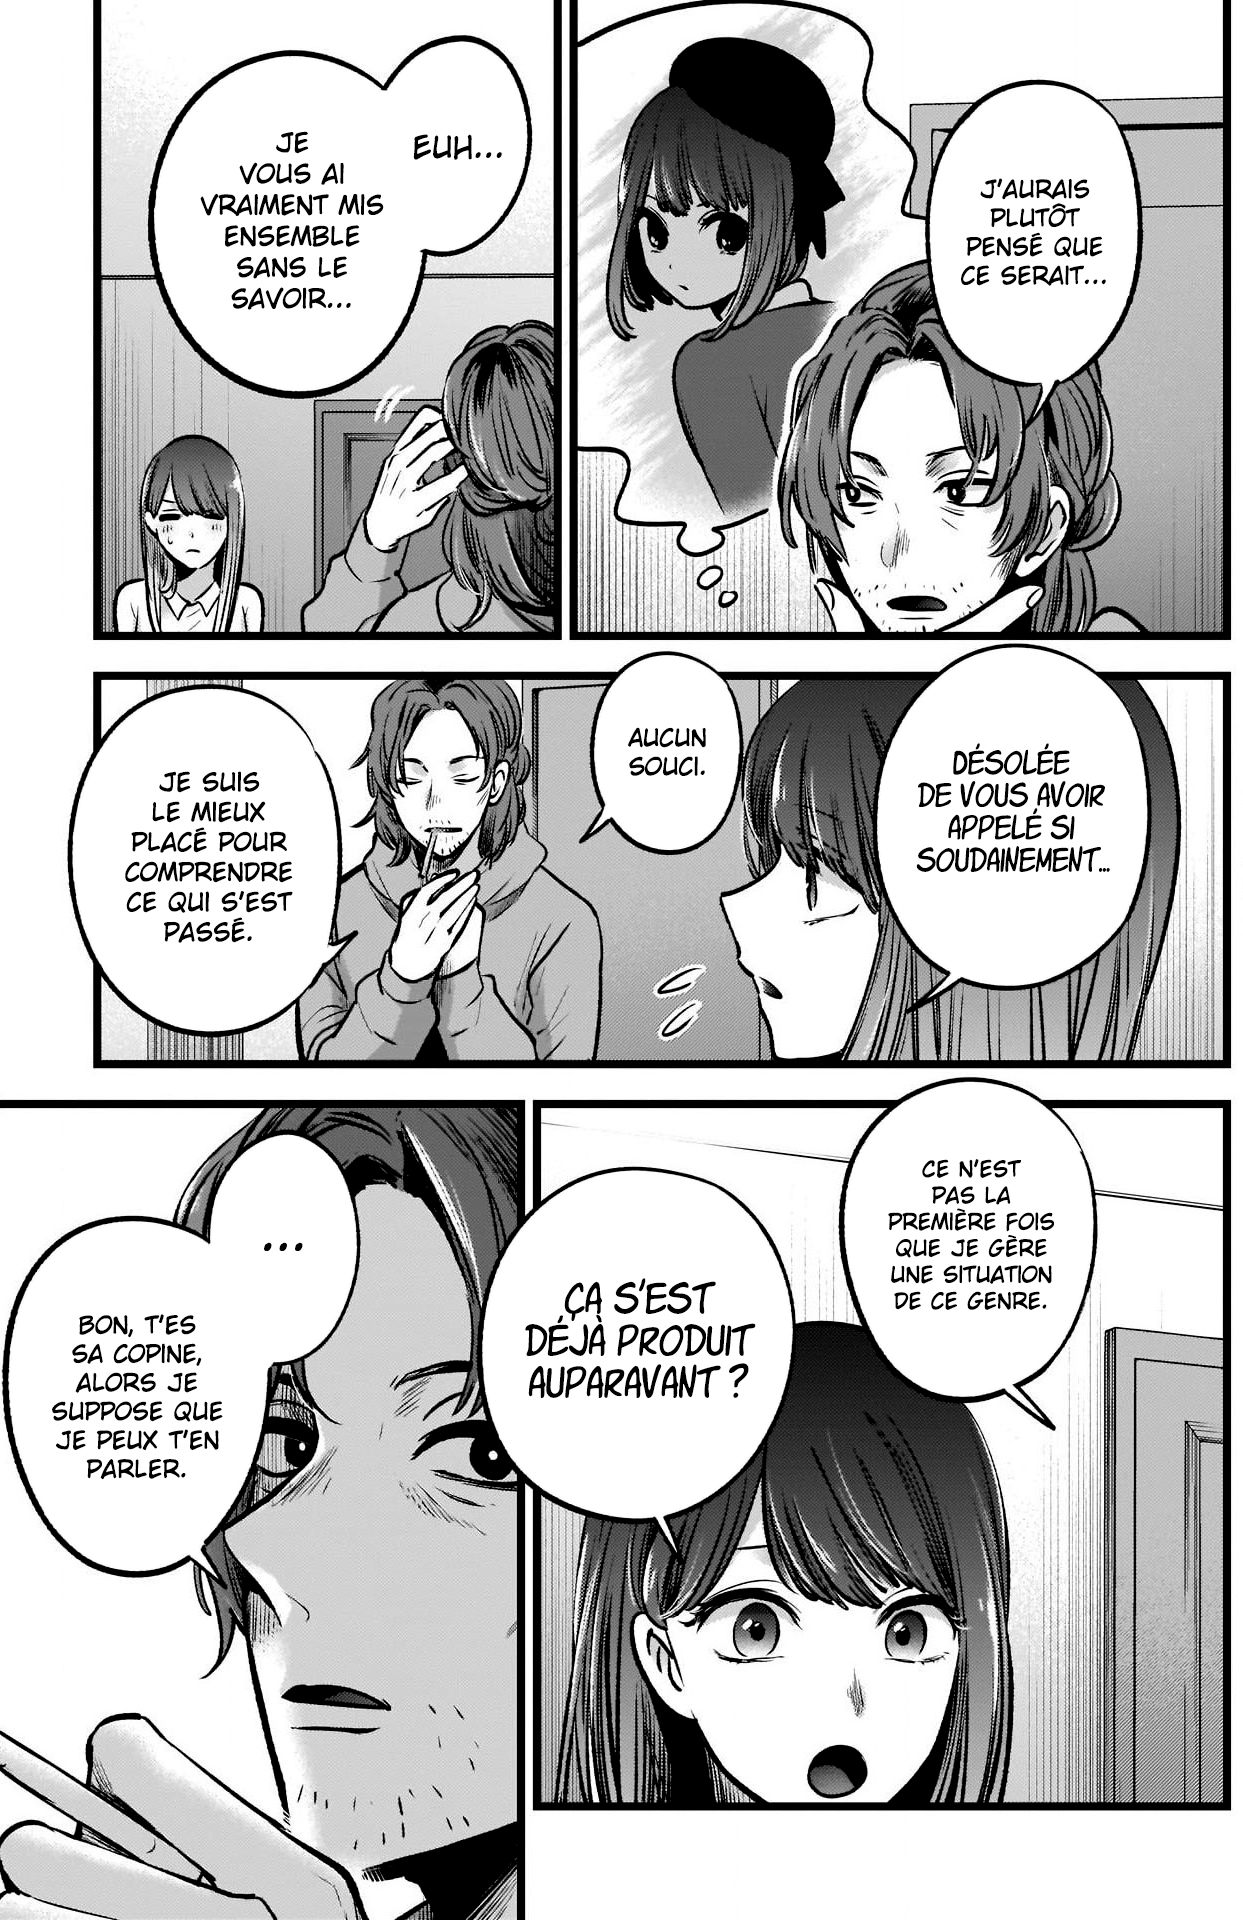 J'AURAIS
PLUTÔT
PENSÉ QUE
CE SERAIT...
EUH...
JE
VOUS AI
VRAIMENT MIS
ENSEMBLE
SANS LE
SAVOIR...
DÉSOLÉE
DE VOUS AVOIR
APPELÉ SI
SOUDAINEMENT...
AUCUN
SOUCI.
JE SUIS
LE MIEUX
PLACÉ POUR
COMPRENDRE
CE QUI S'EST
PASSÉ.
CE N'EST
PAS LA
PREMIÈRE FOIS
QUE JE GÈRE
UNE SITUATION
DE CE GENRE.
ÇA S'EST
DÉJÀ PRODUIT
AUPARAVANT ?
...
BON, T'ES
SA COPINE,
ALORS JE
SUPPOSE QUE
JE PEUX T'EN
PARLER.